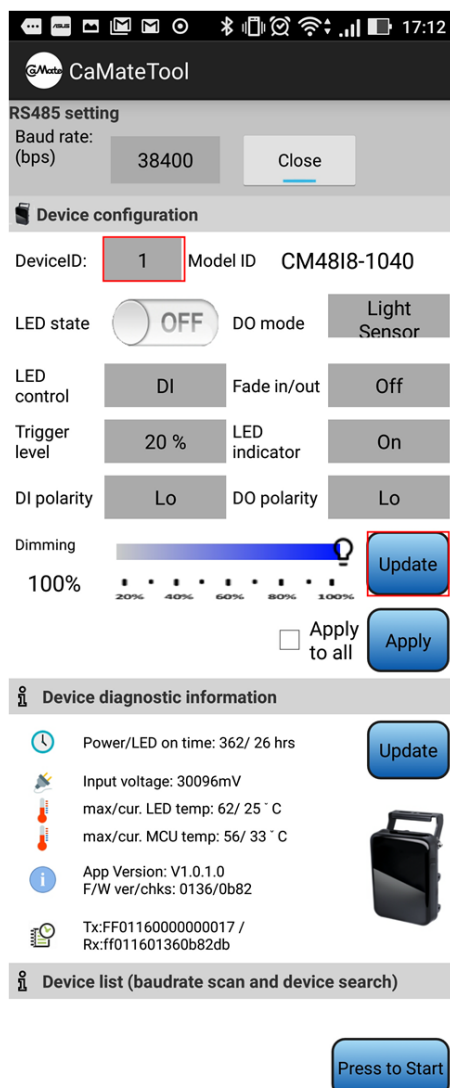 17:12
CaMate CaMateTool
RS485 setting
Baud rate:
(bps)
38400
Close
Device configuration
DeviceID:
1
Model ID
CM48I8-1040
LED state
OFF
DO mode
Light
Sensor
LED
control
DI
Fade in/out
Off
Trigger
level
20 %
LED
indicator
On
DI polarity
Lo
DO polarity
Lo
Dimming
100%
20% 40% 60% 80% 100%
Update
Apply
to all
Apply
Device diagnostic information
Power/LED on time: 362/ 26 hrs
Update
Input voltage: 30096mV
max/cur. LED temp: 62/ 25 ˇ C
max/cur. MCU temp: 56/ 33 ˇ C
App Version: V1.0.1.0
F/W ver/chks: 0136/0b82
Tx:FF01160000000017 /
Rx:ff011601360b82db
Device list (baudrate scan and device search)
Press to Start